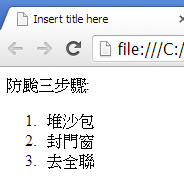 Insert title here
file:///C:/
防颱三步驟:
1. 堆沙包
2. 封門窗
3. 去全聯